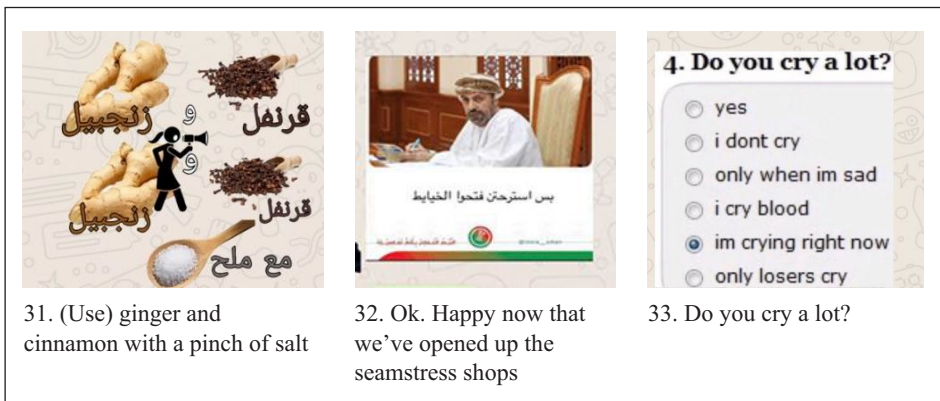 زنجبيل و قرنفل
و
زنجبيل قرنفل
مع ملح
31. (Use) ginger and
cinnamon with a pinch of salt
بس استرحتن فتحوا الخيايط
32. Ok. Happy now that
we've opened up the
seamstress shops
4. Do you cry a lot?
yes
i dont cry
only when im sad
i cry blood
im crying right now
only losers cry
33. Do you cry a lot?